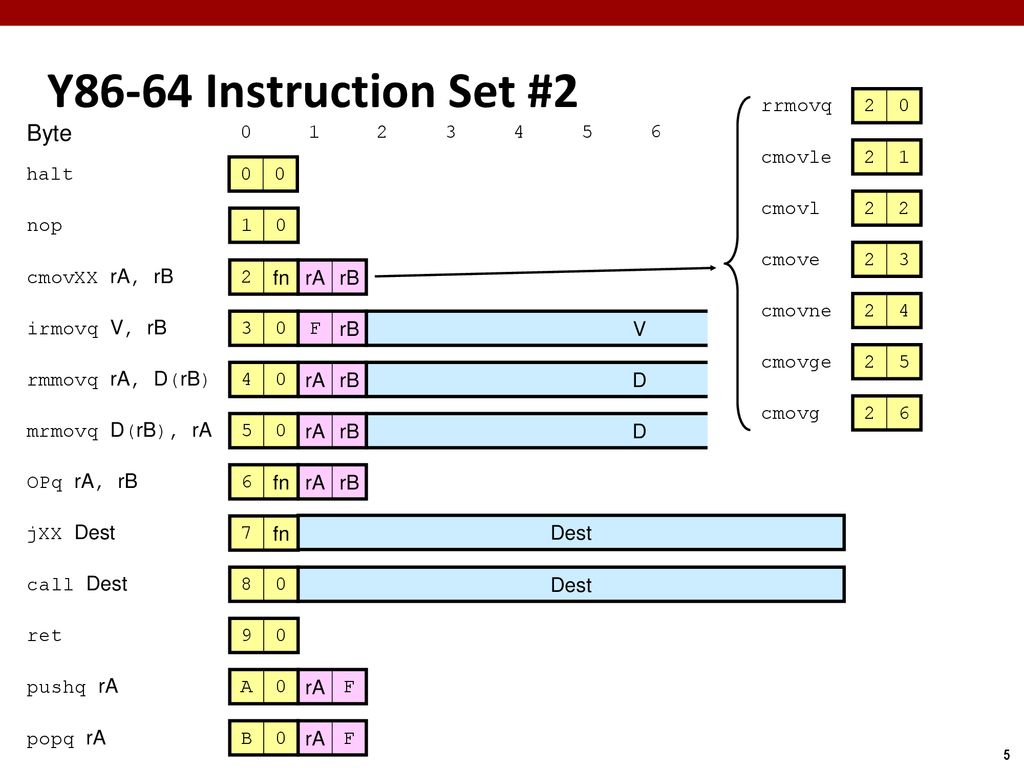 Y86-64 Instruction Set #2
Byte 0 1 2 3 4 5 6
halt 0 0
nop 1 0
cmovXX rA, rB 2 fn rA rB
irmovq V, rB 3 0 F rB V
rmmovq rA, D(rB) 4 0 rA rB D
mrmovq D(rB), rA 5 0 rA rB D
OPq rA, rB 6 fn rA rB
jXX Dest 7 fn Dest
call Dest 8 0 Dest
ret 9 0
pushq rA A 0 rA F
popq rA B 0 rA F
rrmovq 2 0
cmovle 2 1
cmovl 2 2
cmove 2 3
cmovne 2 4
cmovge 2 5
cmovg 2 6
5